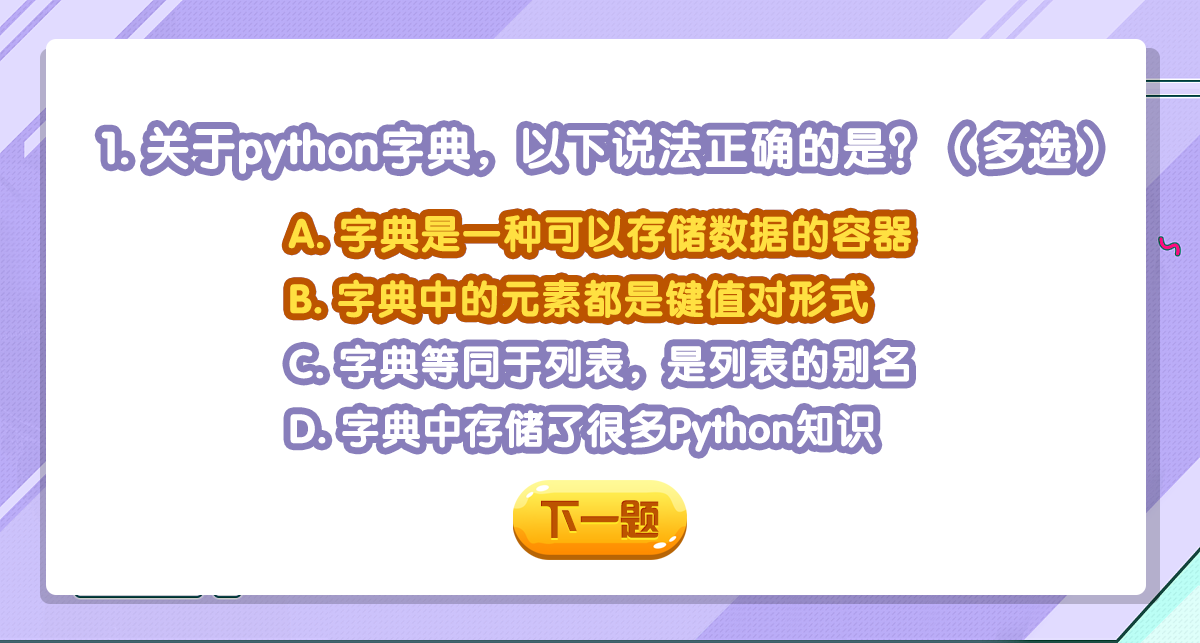 1. 关于python字典，以下说法正确的是？（多选）
A. 字典是一种可以存储数据的容器
B. 字典中的元素都是键值对形式
C. 字典等同于列表，是列表的别名
D. 字典中存储了很多Python知识
下一题